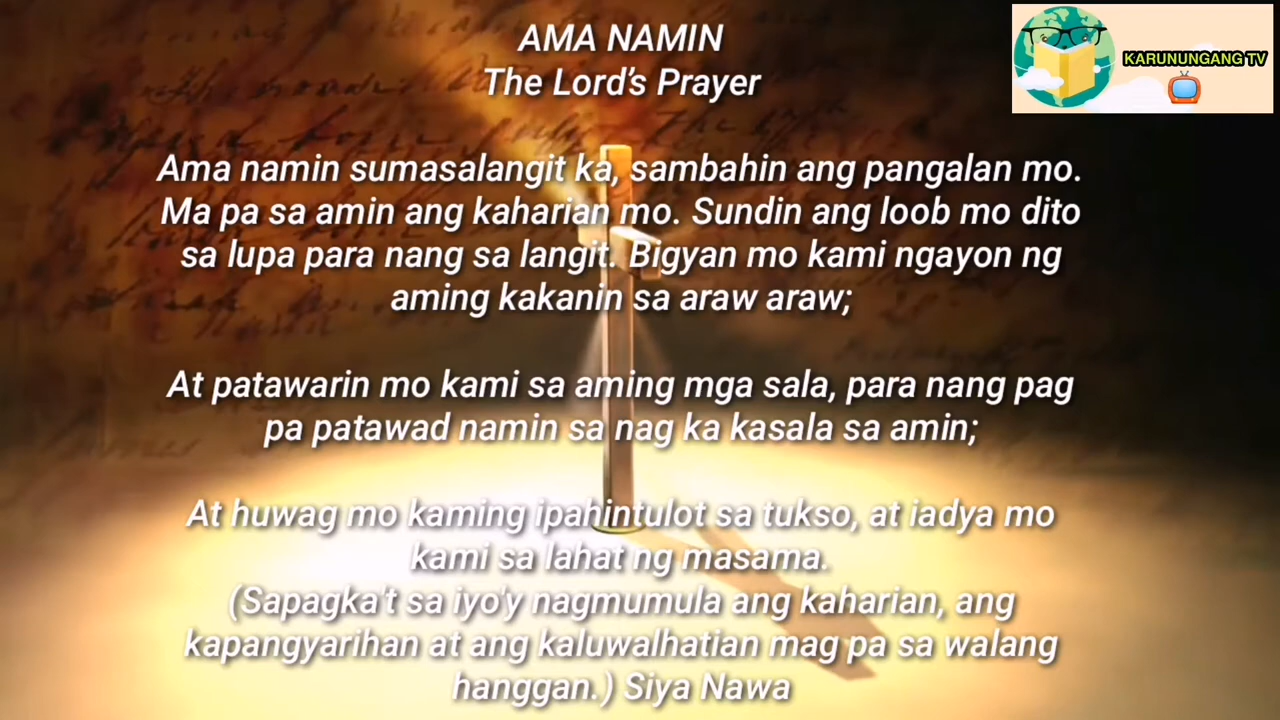 AMA NAMIN
The Lord's Prayer
KARUNUNGANG TV
Ama namin sumasalangit ka, sambahin ang pangalan mo.
Ma pa sa amin ang kaharian mo. Sundin ang loob mo dito
sa lupa para nang sa langit. Bigyan mo kami ngayon ng
aming kakanin sa araw araw;
At patawarin mo kami sa aming mga sala, para nang pag
pa patawad namin sa nag ka kasala sa amin;
At huwag mo kaming ipahintulot sa tukso, at iadya mo
kami sa lahat ng masama.
(Sapagka't sa iyo'y nagmumula ang kaharian, ang
kapangyarihan at ang kaluwalhatian mag pa sa walang
hanggan.) Siya Nawa